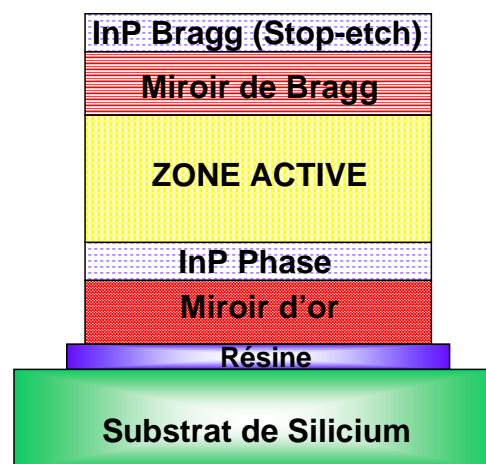 InP Bragg (Stop-etch)
Miroir de Bragg
ZONE ACTIVE
InP Phase
Miroir d’or
Résine
Substrat de Silicium